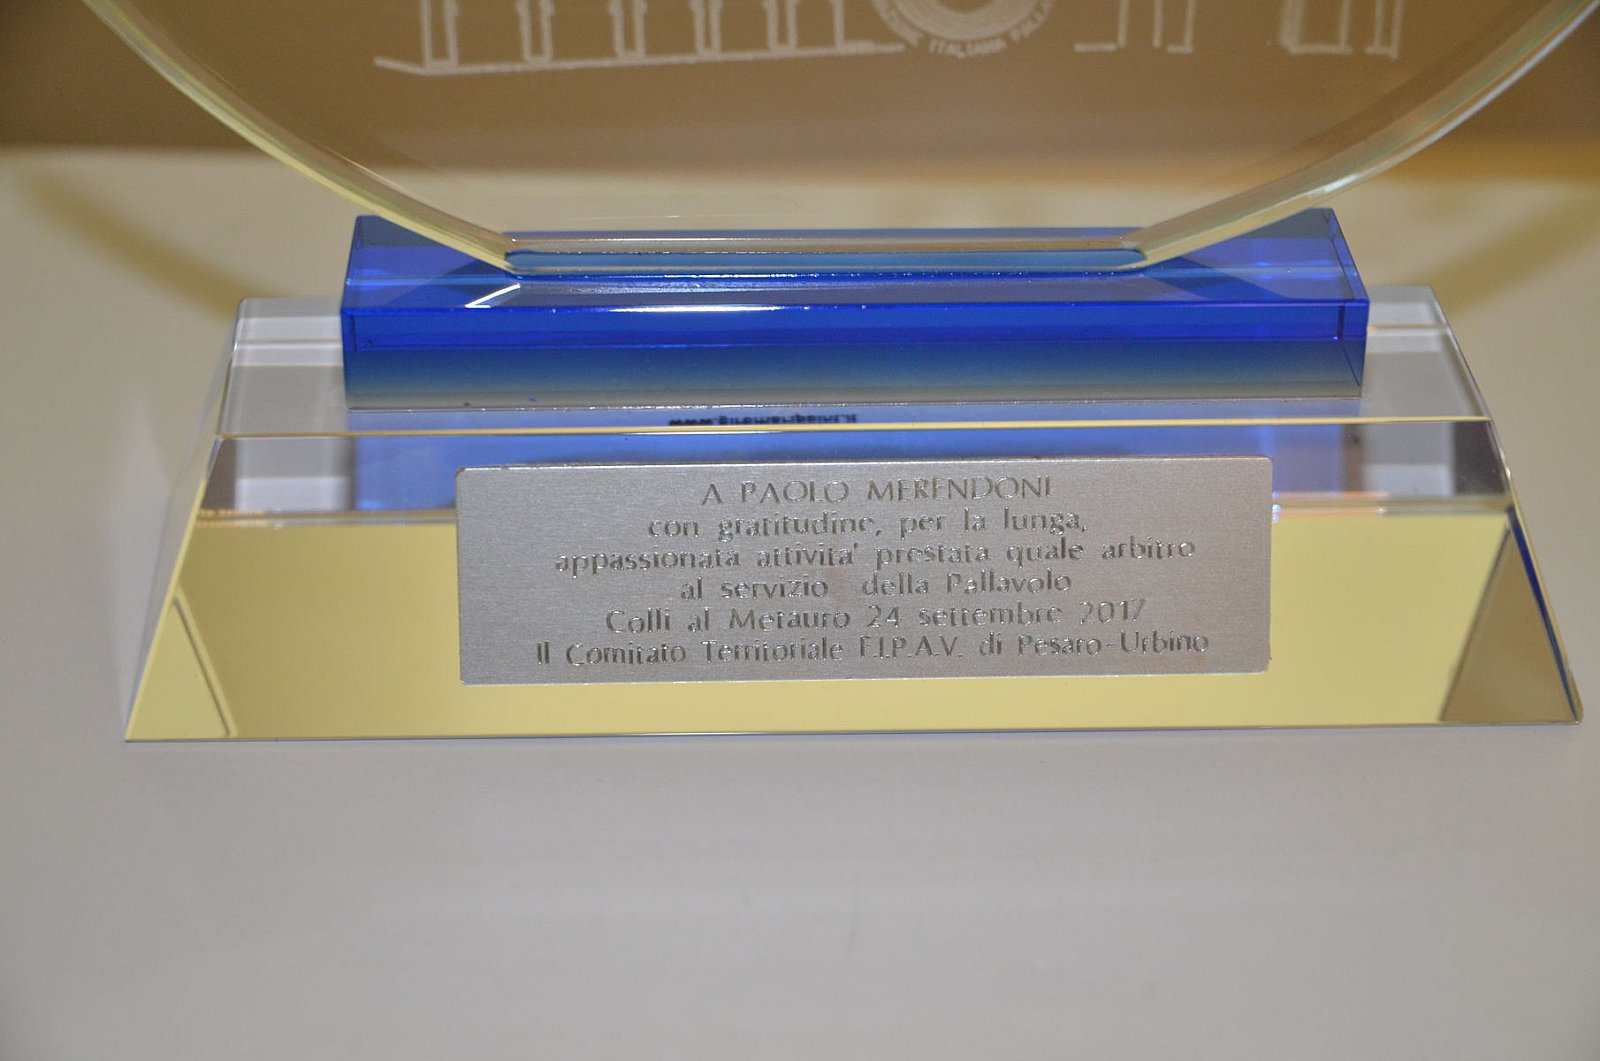 ITALIANA
A PAOLO MERENDONI
con gratitudine, per la lunga,
appassionata attivita' prestata quale arbitro
al servizio della Pallavolo
Colli al Metauro 24 settembre 2017
Il Comitato Territoriale F.I.P.A.V. di Pesaro-Urbino